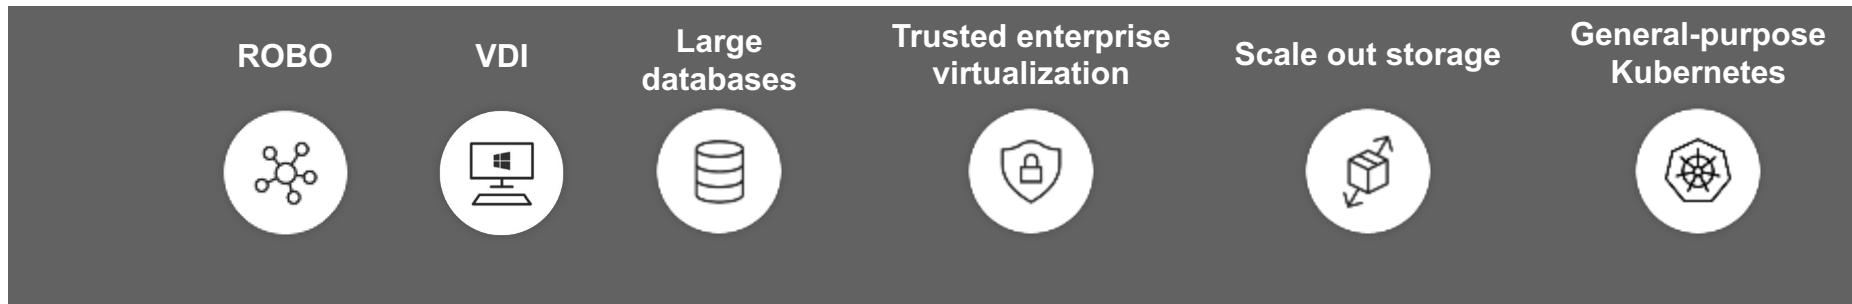 ROBO
VDI
Large
databases
Trusted enterprise
virtualization
Scale out storage
General-purpose
Kubernetes